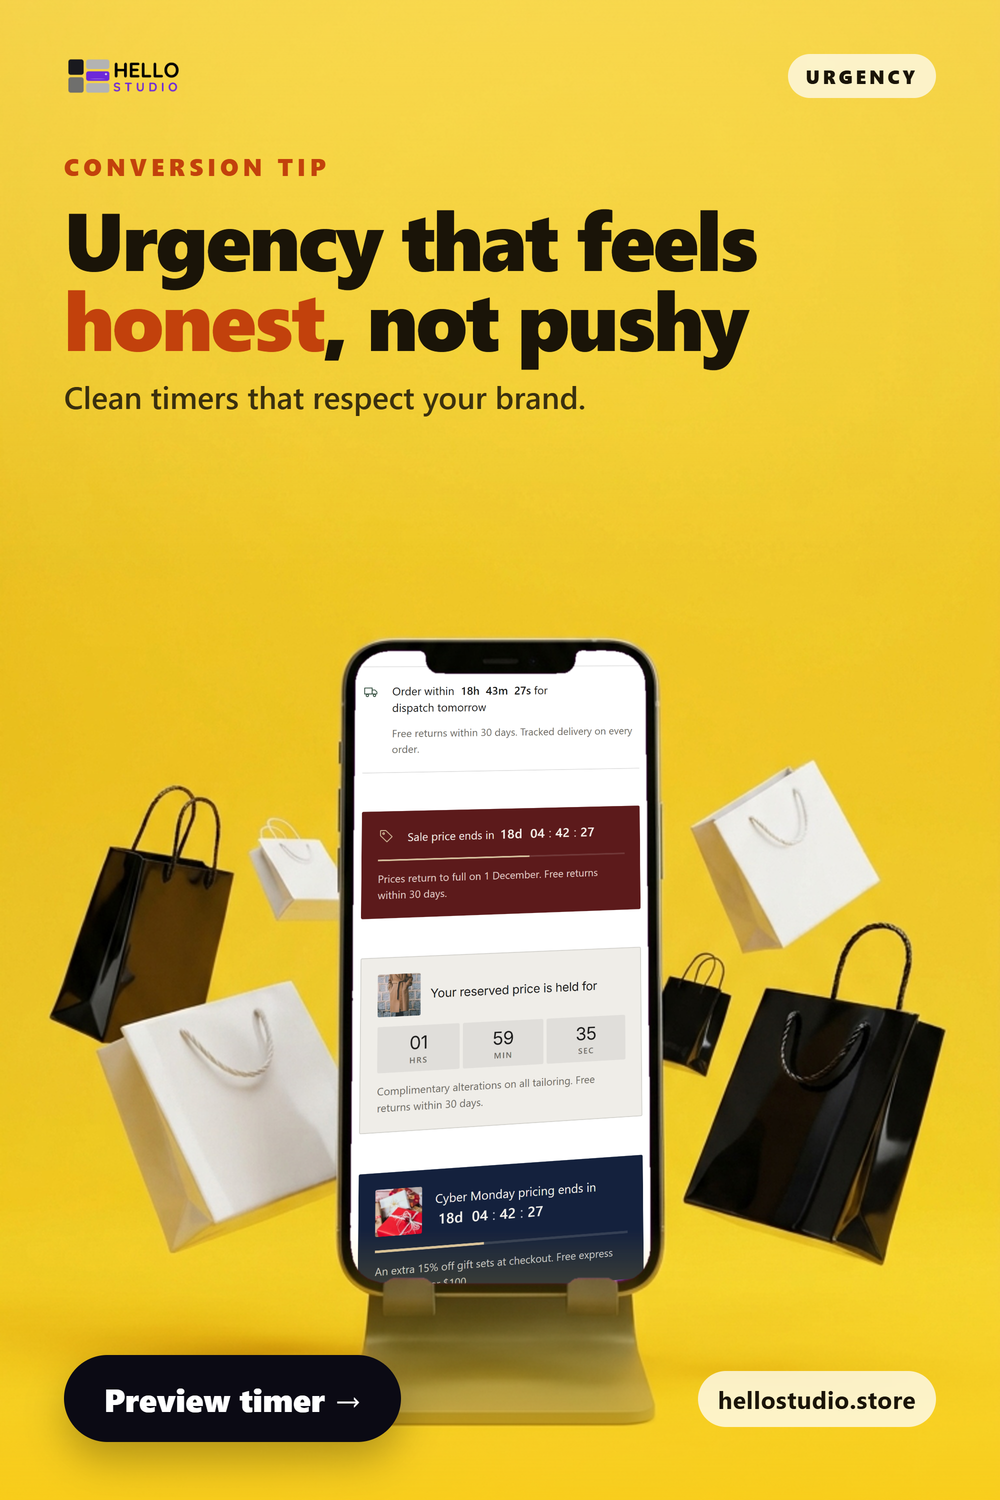 HELLO
STUDIO
URGENCY
CONVERSION TIP
Urgency that feels
honest, not pushy
Clean timers that respect your brand.
Order within 18h 43m 27s for
dispatch tomorrow
Free returns within 30 days. Tracked delivery on every
order.
Sale price ends in 18d 04 : 42 : 27
Prices return to full on 1 December. Free returns
within 30 days.
Your reserved price is held for
01 59 35
HRS MIN SEC
Complimentary alterations on all tailoring. Free
returns within 30 days.
Cyber Monday pricing ends in
18d 04 : 42 : 27
An extra 15% off gift sets at checkout. Free express
$100
Preview timer →
hellostudio.store